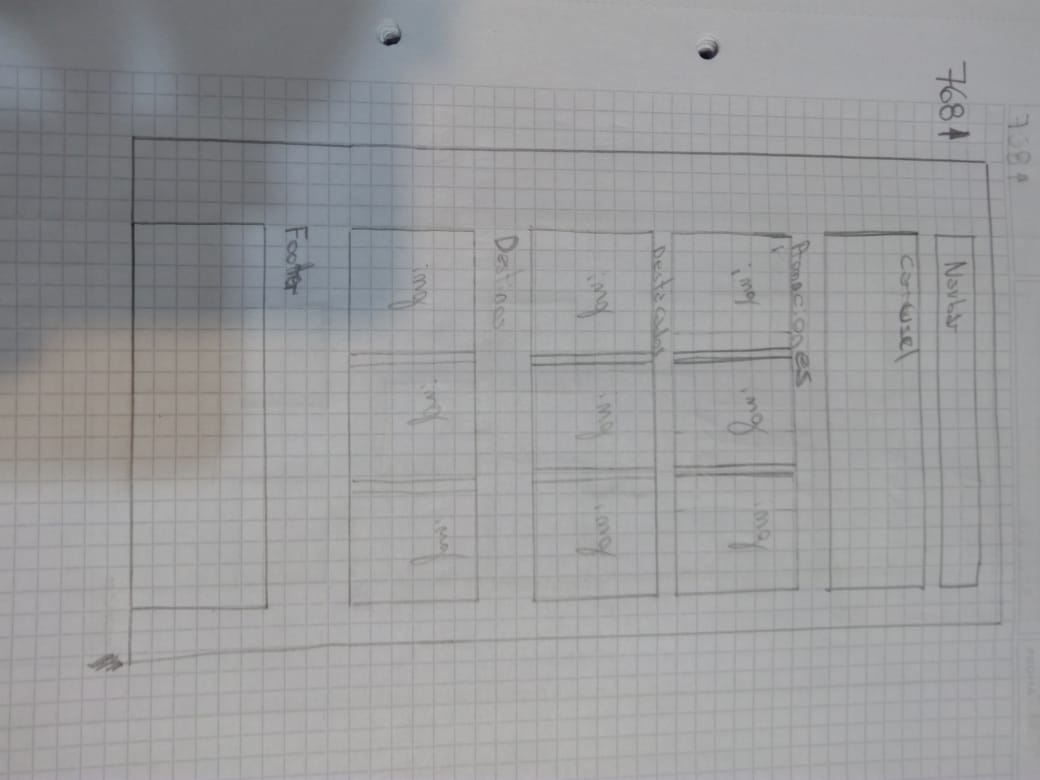 768↑
Navbar
Carrusel
Promociones
img img img
Destacados
img img img
Destinos
img img img
Footer